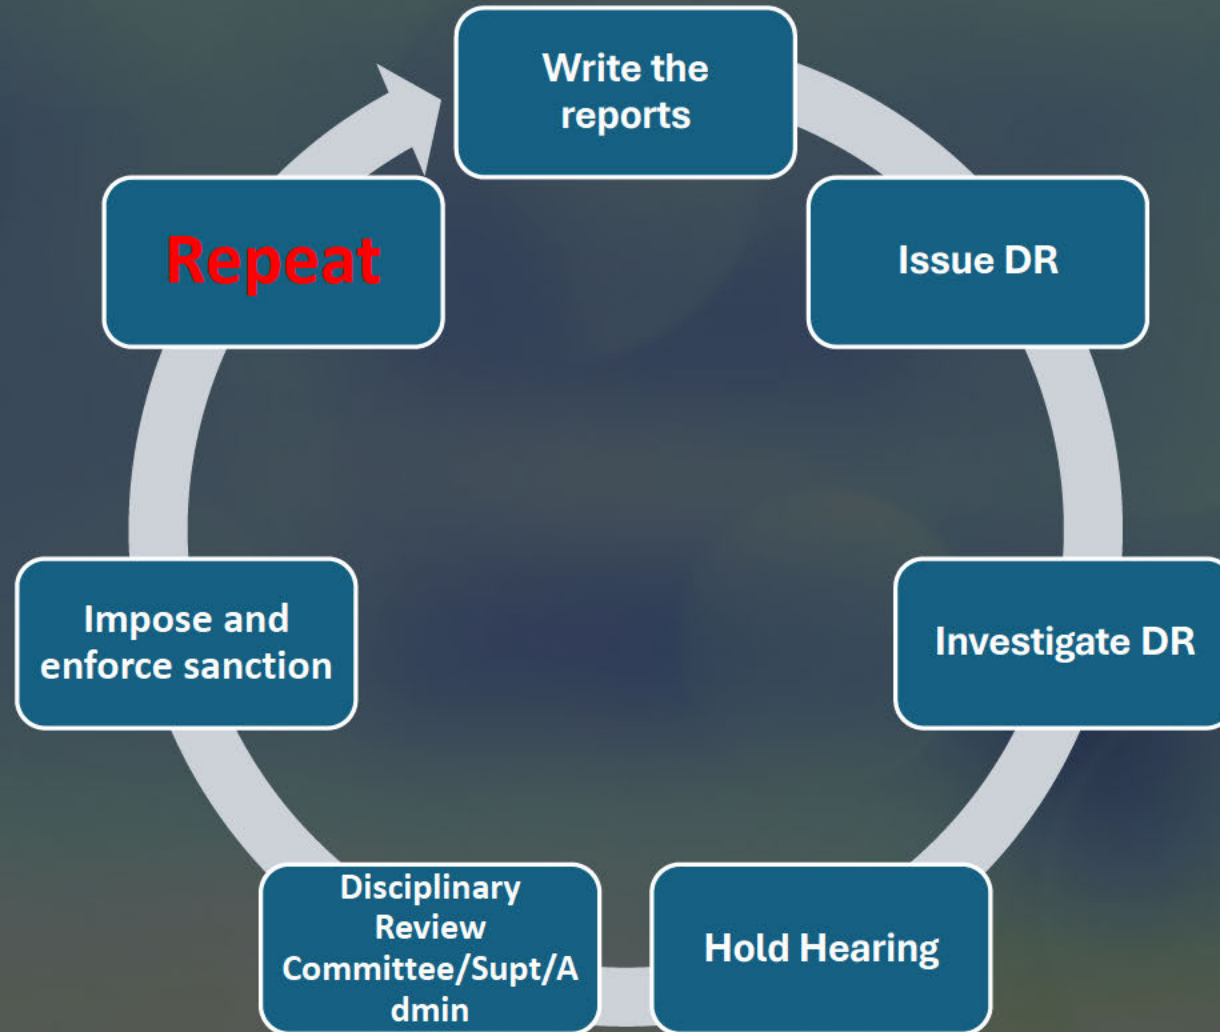 Write the
reports
Issue DR
Investigate DR
Hold Hearing
Disciplinary
Review
Committee/Supt/A
dmin
Impose and
enforce sanction
Repeat